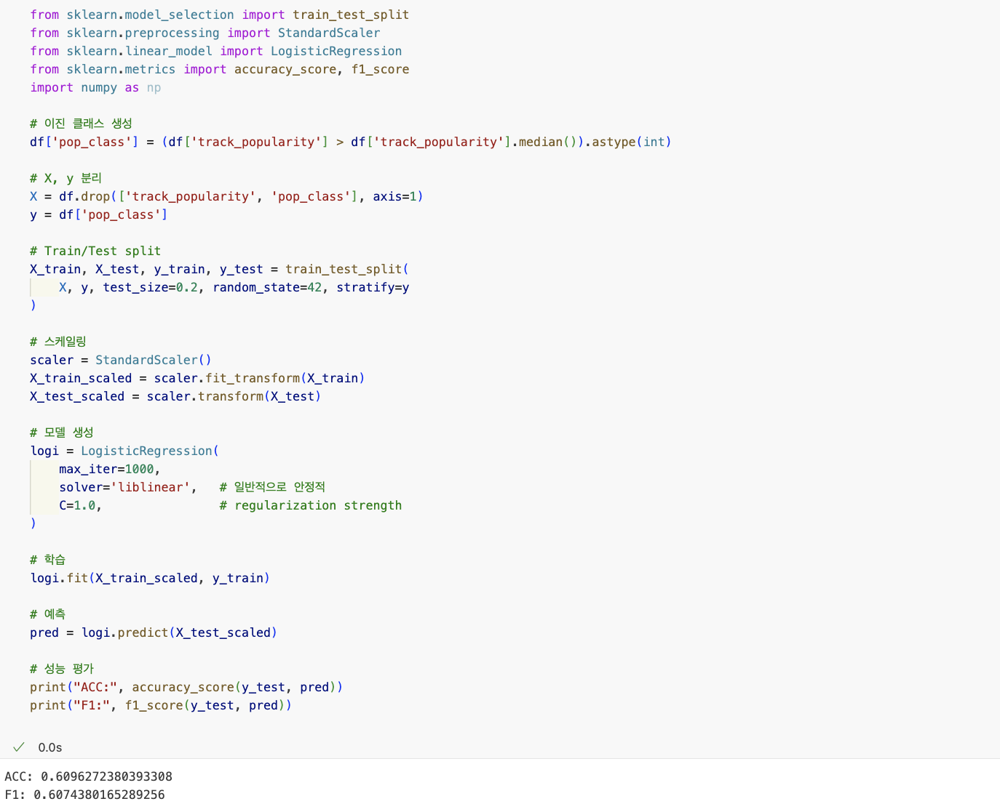 from sklearn.model_selection import train_test_split
from sklearn.preprocessing import StandardScaler
from sklearn.linear_model import LogisticRegression
from sklearn.metrics import accuracy_score, f1_score
import numpy as np

# 이진 클래스 생성
df['pop_class'] = (df['track_popularity'] > df['track_popularity'].median()).astype(int)

# X, y 분리
X = df.drop(['track_popularity', 'pop_class'], axis=1)
y = df['pop_class']

# Train/Test split
X_train, X_test, y_train, y_test = train_test_split(
    X, y, test_size=0.2, random_state=42, stratify=y
)

# 스케일링
scaler = StandardScaler()
X_train_scaled = scaler.fit_transform(X_train)
X_test_scaled = scaler.transform(X_test)

# 모델 생성
logi = LogisticRegression(
    max_iter=1000,
    solver='liblinear',   # 일반적으로 안정적
    C=1.0,                # regularization strength
)

# 학습
logi.fit(X_train_scaled, y_train)

# 예측
pred = logi.predict(X_test_scaled)

# 성능 평가
print("ACC:", accuracy_score(y_test, pred))
print("F1:", f1_score(y_test, pred))

✓ 0.0s
ACC: 0.6096272380393308
F1: 0.6074380165289256